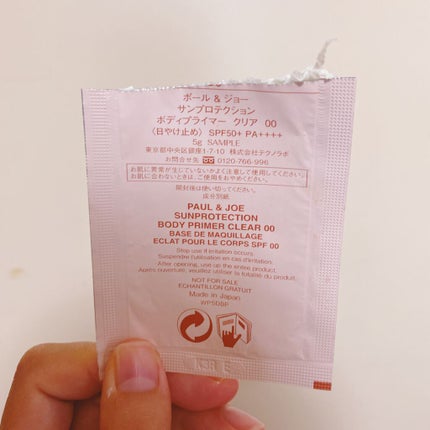 ポール & ジョー
サンプロテクション
ボディプライマー クリア 00
〈日やけ止め〉 SPF50+ PA++++
5g SAMPLE
東京都中央区銀座1-7-10 株式会社テクノラボ
お問合せ先 0120-766-996
お肌に異常が生じていないかよく注意して使用してください。
お肌に合わないときは、ご使用をおやめください。
開封後は使い切ってください。
成分別紙
PAUL & JOE
SUNPROTECTION
BODY PRIMER CLEAR 00
BASE DE MAQUILLAGE
ECLAT POUR LE CORPS SPF 00
Stop use if irritation occurs.
Suspendre l'utilisation en cas d'irritation.
After opening, use up the entire product.
Après ouverture, veuillez utiliser la totalité du produit.
NOT FOR SALE
ECHANTILLON GRATUIT
Made in Japan